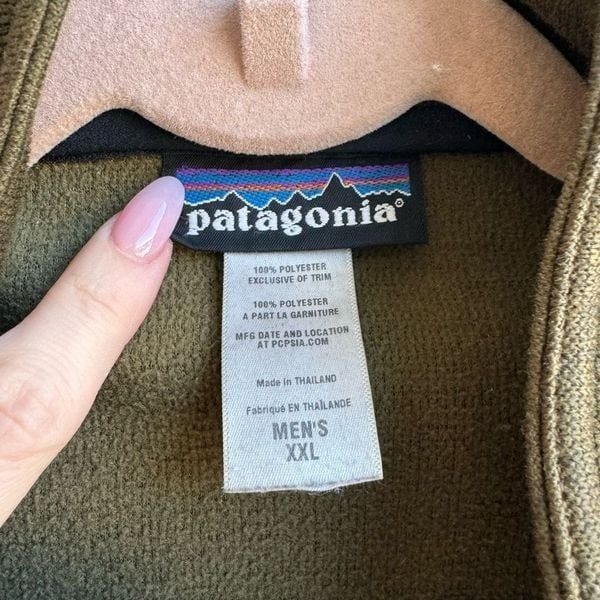 patagonia®
100% POLYESTER
EXCLUSIVE OF TRIM
100% POLYESTER
A PART LA GARNITURE
MFG DATE AND LOCATION
AT PCPSIA.COM
Made in THAILAND
Fabriqué EN THAÏLANDE
MEN'S
XXL